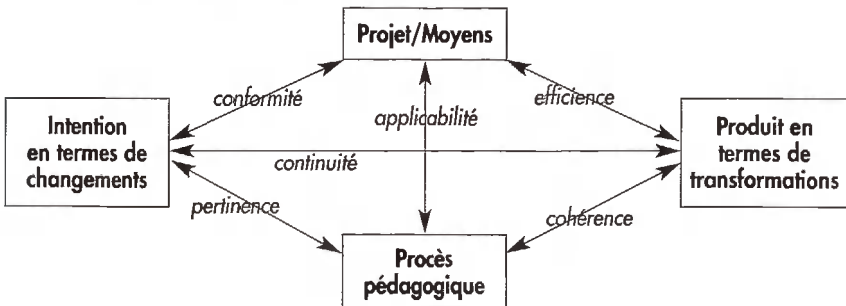 Projet/Moyens
conformité
efficience
applicabilité
Intention
en termes de
changements
Produit en
termes de
transformations
continuité
pertinence
cohérence
Procès
pédagogique